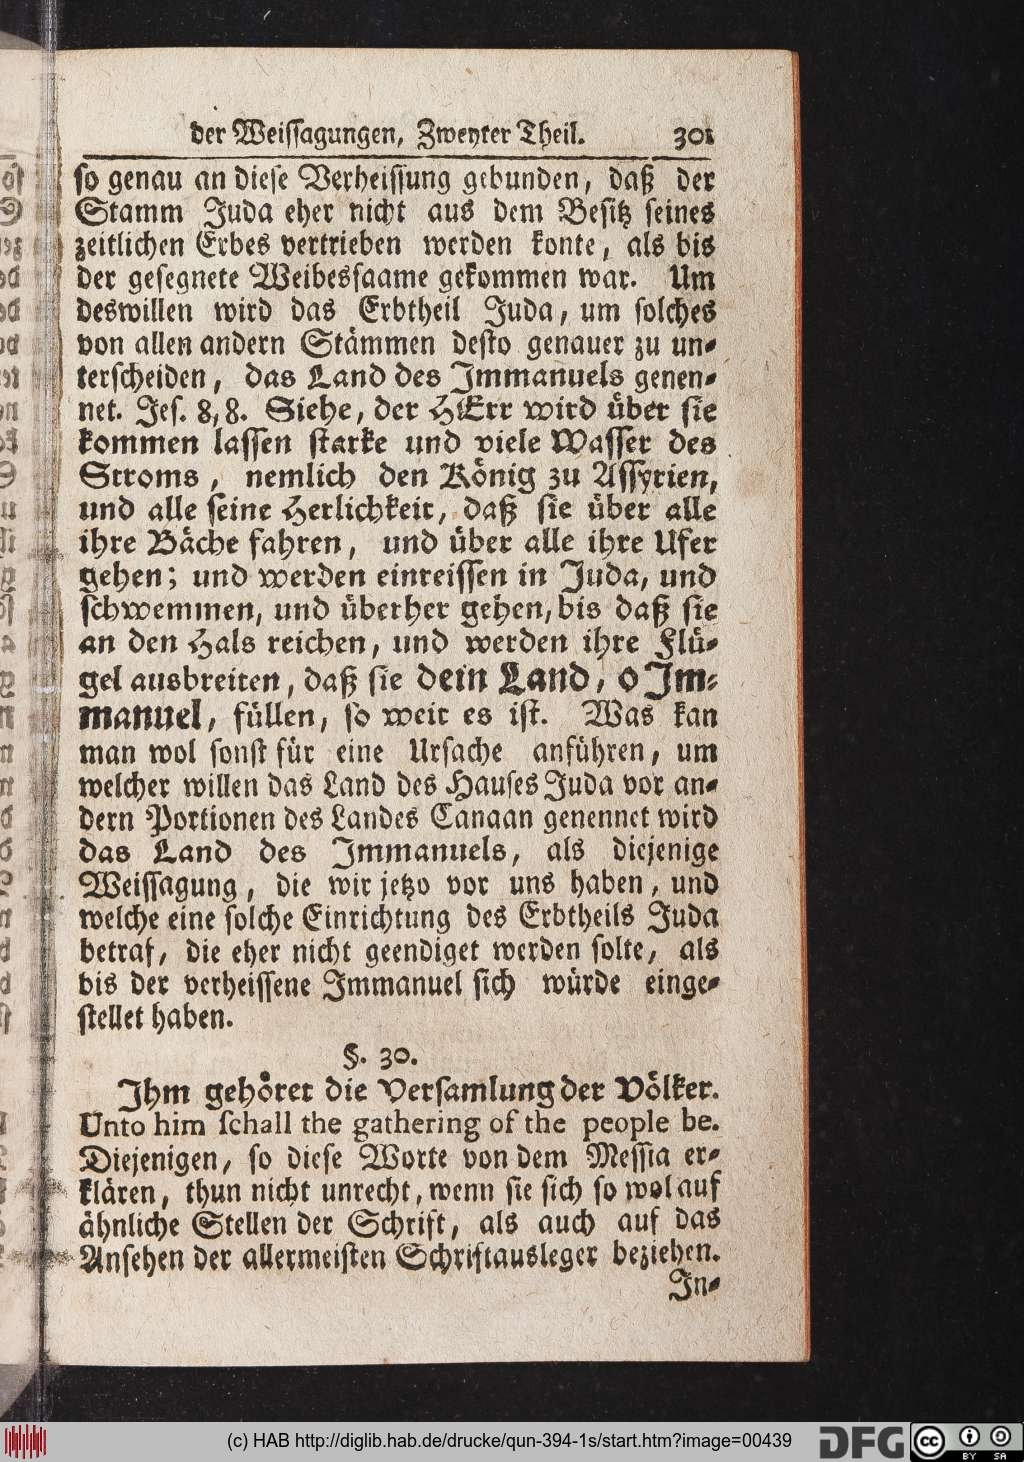 der Weissagungen, Zweyter Theil. 301
so genau an diese Verheissung gebunden, daß der
Stamm Juda eher nicht aus dem Besitz seines
zeitlichen Erbes vertrieben werden konte, als bis
der gesegnete Weibessaame gekommen war. Um
deswillen wird das Erbtheil Juda, um solches
von allen andern Stämmen desto genauer zu un-
terscheiden, das Land des Immanuels genen-
net. Jes. 8, 8. Siehe, der HErr wird über sie
kommen lassen starke und viele Wasser des
Stroms, nemlich den König zu Assyrien,
und alle seine Herlichkeit, daß sie über alle
ihre Bäche fahren, und über alle ihre Ufer
gehen; und werden einreissen in Juda, und
schwemmen, und überher gehen, bis daß sie
an den Hals reichen, und werden ihre Flü-
gel ausbreiten, daß sie dein Land, o Im-
manuel, füllen, so weit es ist. Was kan
man wol sonst für eine Ursache anführen, um
welcher willen das Land des Hauses Juda vor an-
dern Portionen des Landes Canaan genennet wird
das Land des Immanuels, als diejenige
Weissagung, die wir jetzo vor uns haben, und
welche eine solche Einrichtung des Erbtheils Juda
betraf, die eher nicht geendiget werden solte, als
bis der verheissene Immanuel sich würde einge-
stellet haben.
§. 30.
Ihm gehöret die Versamlung der Völker.
Unto him schall the gathering of the people be.
Diejenigen, so diese Worte von dem Messia er-
klären, thun nicht unrecht, wenn sie sich so wol auf
ähnliche Stellen der Schrift, als auch auf das
Ansehen der allermeisten Schriftausleger beziehen.
In-
(c) HAB http://diglib.hab.de/drucke/qun-394-1s/start.htm?image=00439
DFG
cc BY SA